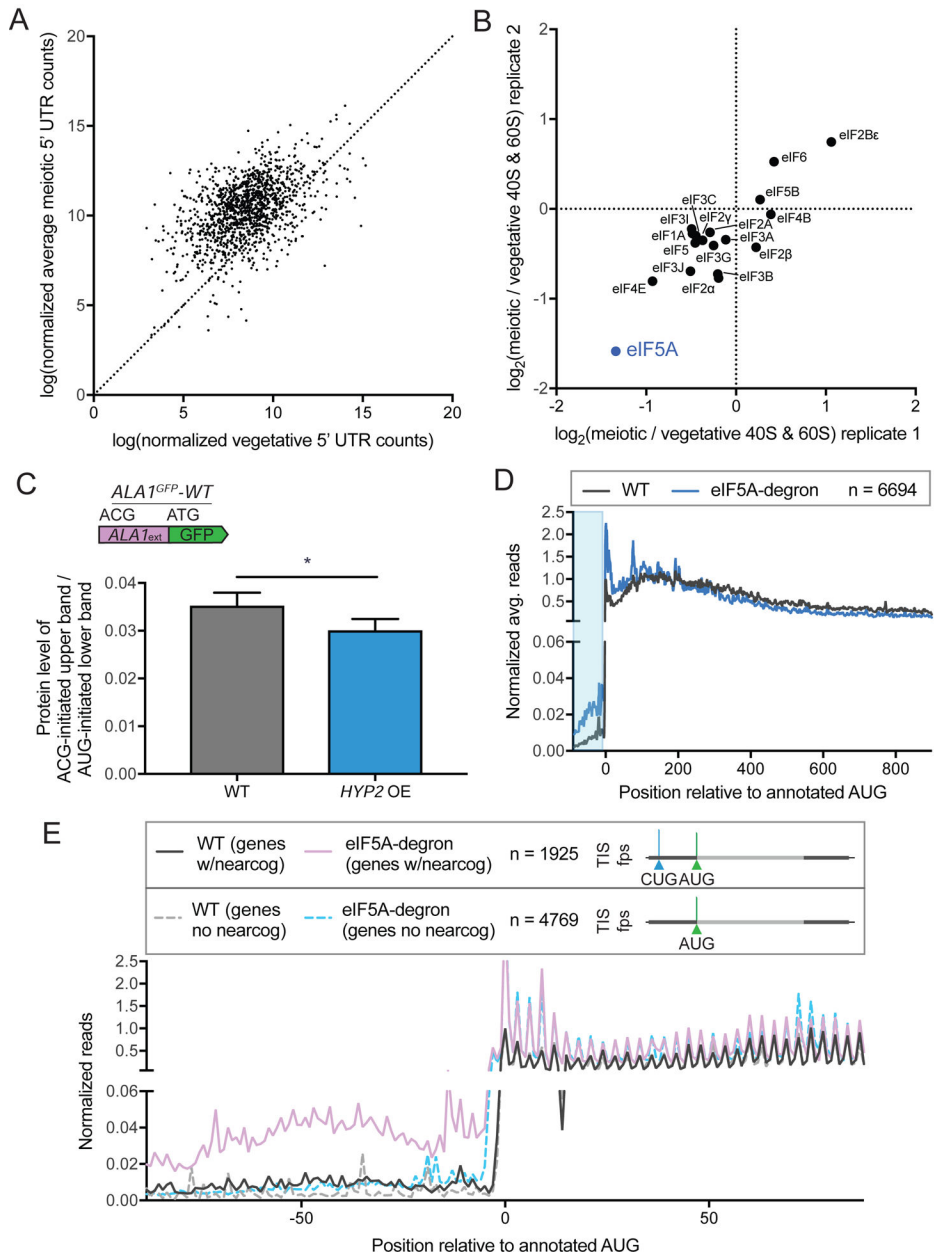 A
20
15
10
5
0
0 5 10 15 20
log(normalized average meiotic 5' UTR counts)
log(normalized vegetative 5' UTR counts)
B
2
1
0
-1
-2
-2 -1 0 1 2
log2(meiotic / vegetative 40S & 60S) replicate 2
log2(meiotic / vegetative 40S & 60S) replicate 1
eIF2Bε
eIF6
eIF5B
eIF4B
eIF3C
eIF3I
eIF2γ
eIF2A
eIF1A
eIF3A
eIF5
eIF3G
eIF2β
eIF3J
eIF3B
eIF4E
eIF2α
eIF5A
C
ALA1GFP-WT
ACG ATG
ALA1ext GFP
*
0.04
0.03
0.02
0.01
0.00
Protein level of
ACG-initiated upper band /
AUG-initiated lower band
WT HYP2 OE
D
WT eIF5A-degron n = 6694
2.5
2.0
1.5
1.0
0.5
0.06
0.04
0.02
0.00
Normalized avg. reads
0 200 400 600 800
Position relative to annotated AUG
E
WT (genes w/nearcog)
eIF5A-degron (genes w/nearcog)
n = 1925
TIS fps
CUG AUG
WT (genes no nearcog)
eIF5A-degron (genes no nearcog)
n = 4769
TIS fps
AUG
2.5
2.0
1.5
1.0
0.5
0.06
0.04
0.02
0.00
Normalized reads
-50 0 50
Position relative to annotated AUG